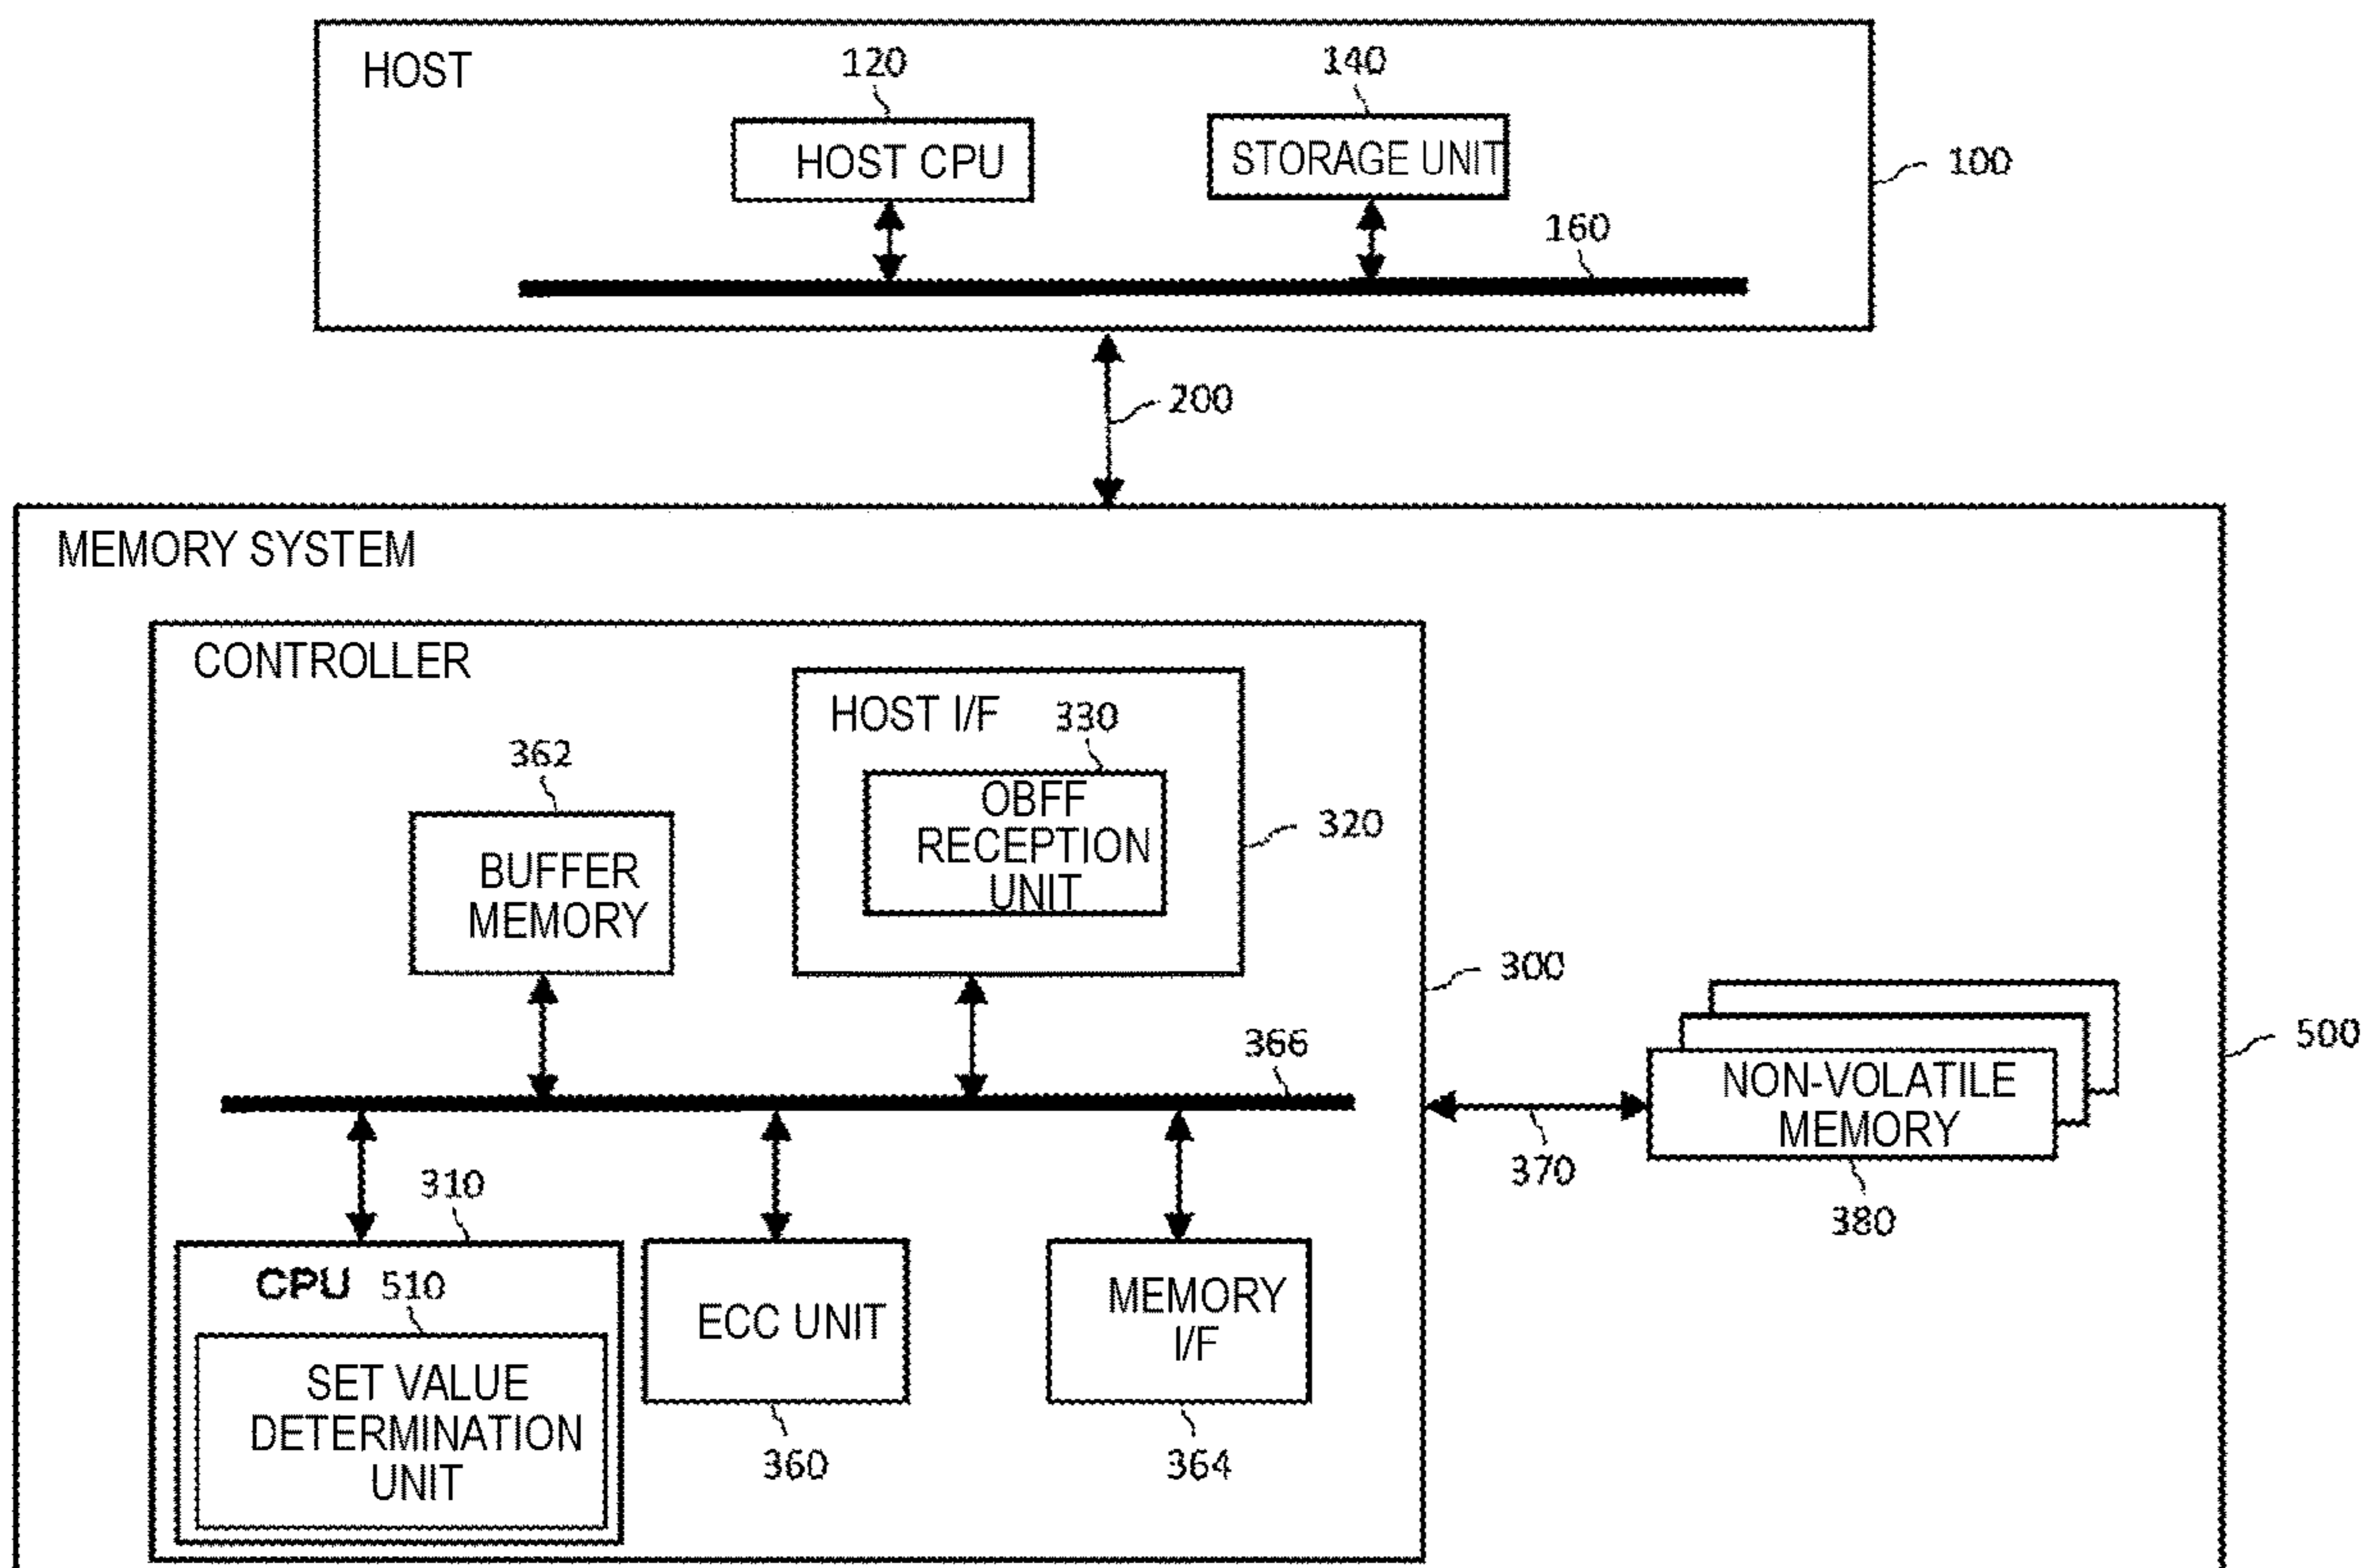 HOST
120
140
HOST CPU
STORAGE UNIT
100
160
200
MEMORY SYSTEM
CONTROLLER
HOST I/F
330
362
OBFF
RECEPTION
UNIT
320
BUFFER
MEMORY
300
366
500
NON-VOLATILE
MEMORY
370
380
310
CPU
510
SET VALUE
DETERMINATION
UNIT
ECC UNIT
MEMORY
I/F
360
364